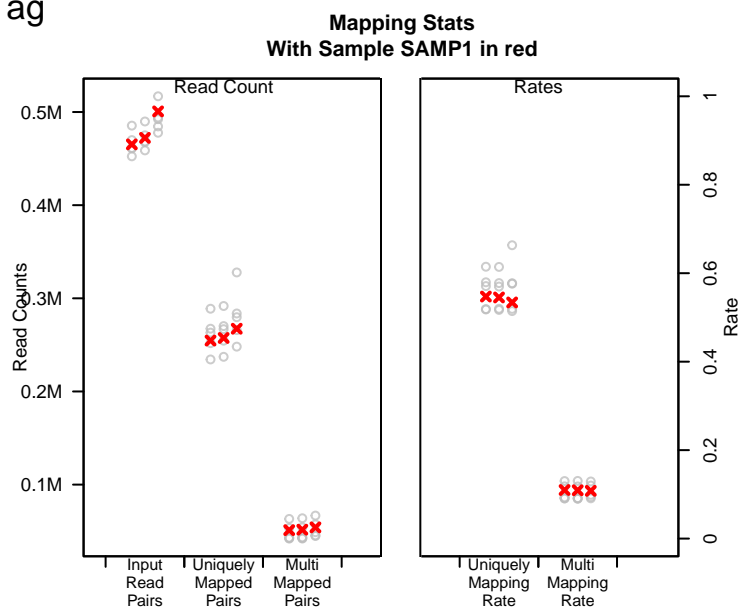 ag
Mapping Stats
With Sample SAMP1 in red
Read Count
Rates
0.5M
0.4M
0.3M
0.2M
0.1M
Read Counts
1
0.8
0.6
0.4
0.2
0
Rate
Input
Read
Pairs
Uniquely
Mapped
Pairs
Multi
Mapped
Pairs
Uniquely
Mapping
Rate
Multi
Mapping
Rate